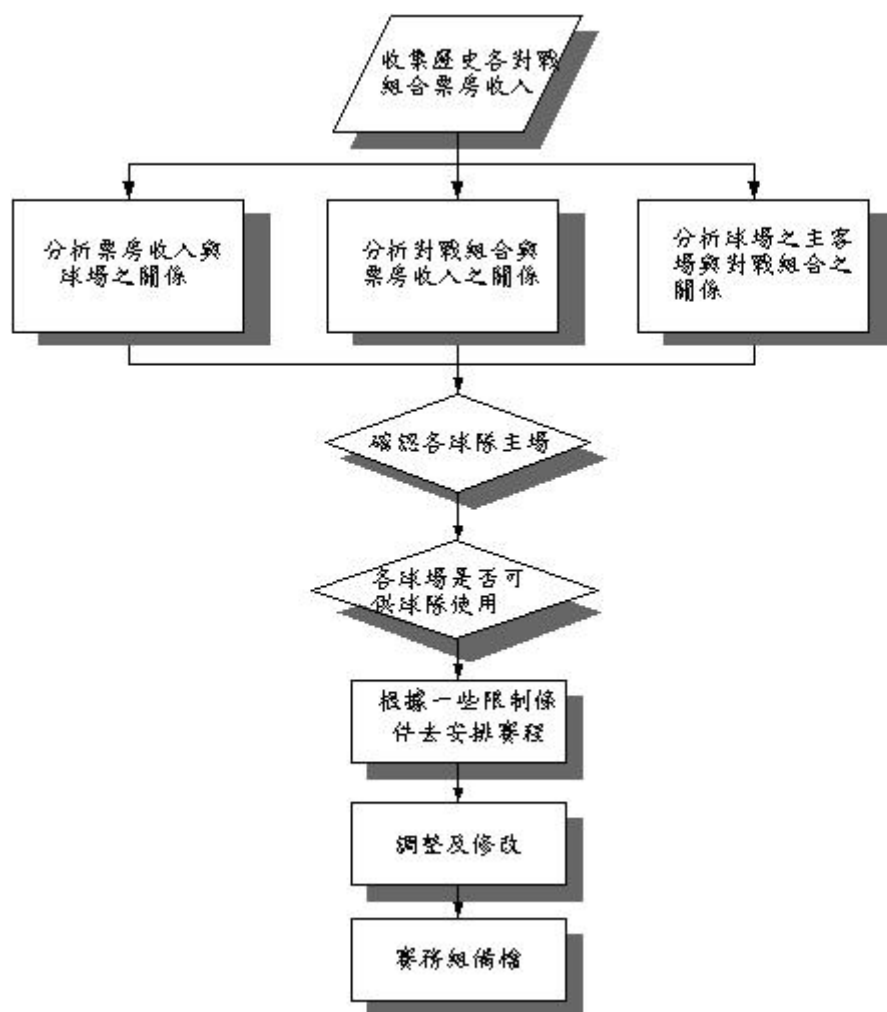 收集歷史各對戰
組合票房收入
分析票房收入與
球場之關係
分析對戰組合與
票房收入之關係
分析球場之主客
場與對戰組合之
關係
確認各球隊主場
各球場是否可
供球隊使用
根據一些限制條
件去安排賽程
調整及修改
賽務組備檔